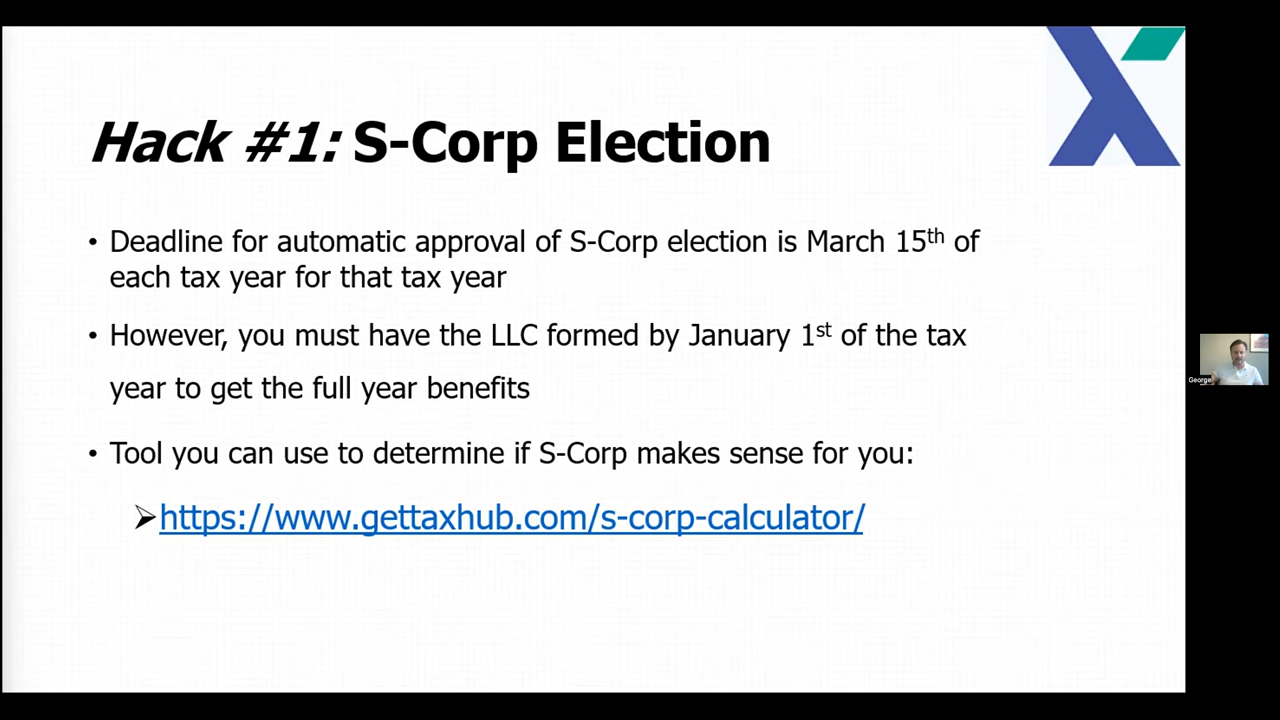 Hack #1: S-Corp Election
• Deadline for automatic approval of S-Corp election is March 15th of
each tax year for that tax year
• However, you must have the LLC formed by January 1st of the tax
year to get the full year benefits
• Tool you can use to determine if S-Corp makes sense for you:
➢https://www.gettaxhub.com/s-corp-calculator/
George